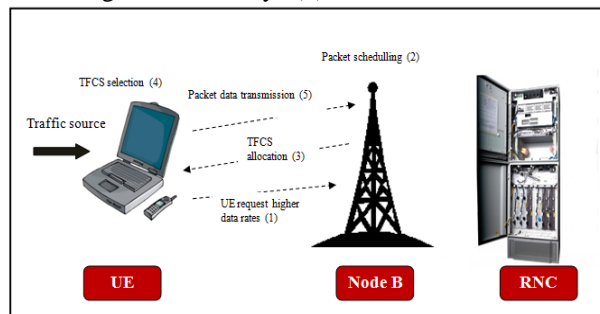 Packet schedulling (2)
TFCS selection (4)
Packet data transmission (5)
Traffic source
TFCS
allocation (3)
UE request higher
data rates (1)
UE
Node B
RNC